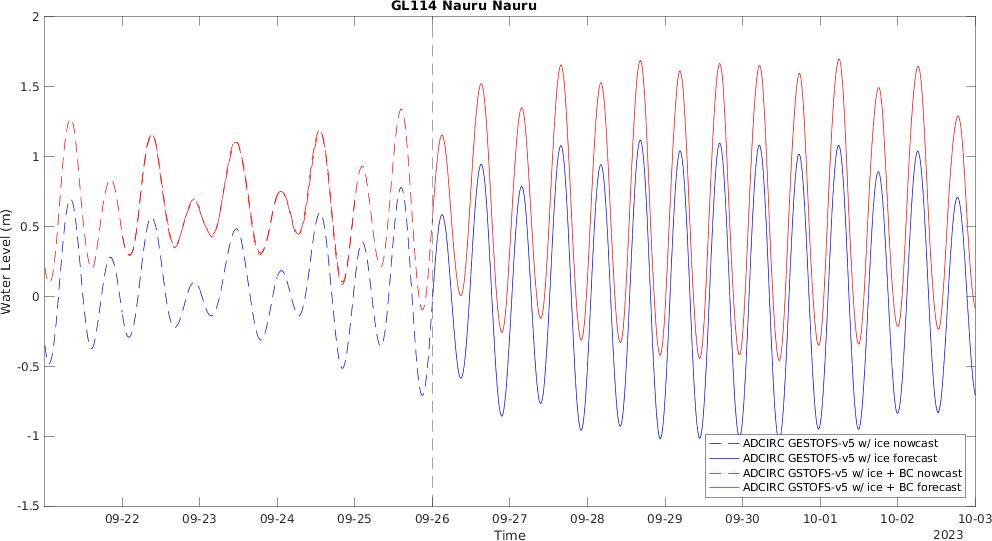 GL114 Nauru Nauru
2
1.5
1
0.5
0
-0.5
-1
-1.5
Water Level (m)
ADCIRC GESTOFS-v5 w/ ice nowcast
ADCIRC GESTOFS-v5 w/ ice forecast
ADCIRC GSTOFS-v5 w/ ice + BC nowcast
ADCIRC GSTOFS-v5 w/ ice + BC forecast
09-22 09-23 09-24 09-25 09-26 09-27 09-28 09-29 09-30 10-01 10-02 10-03
Time
2023